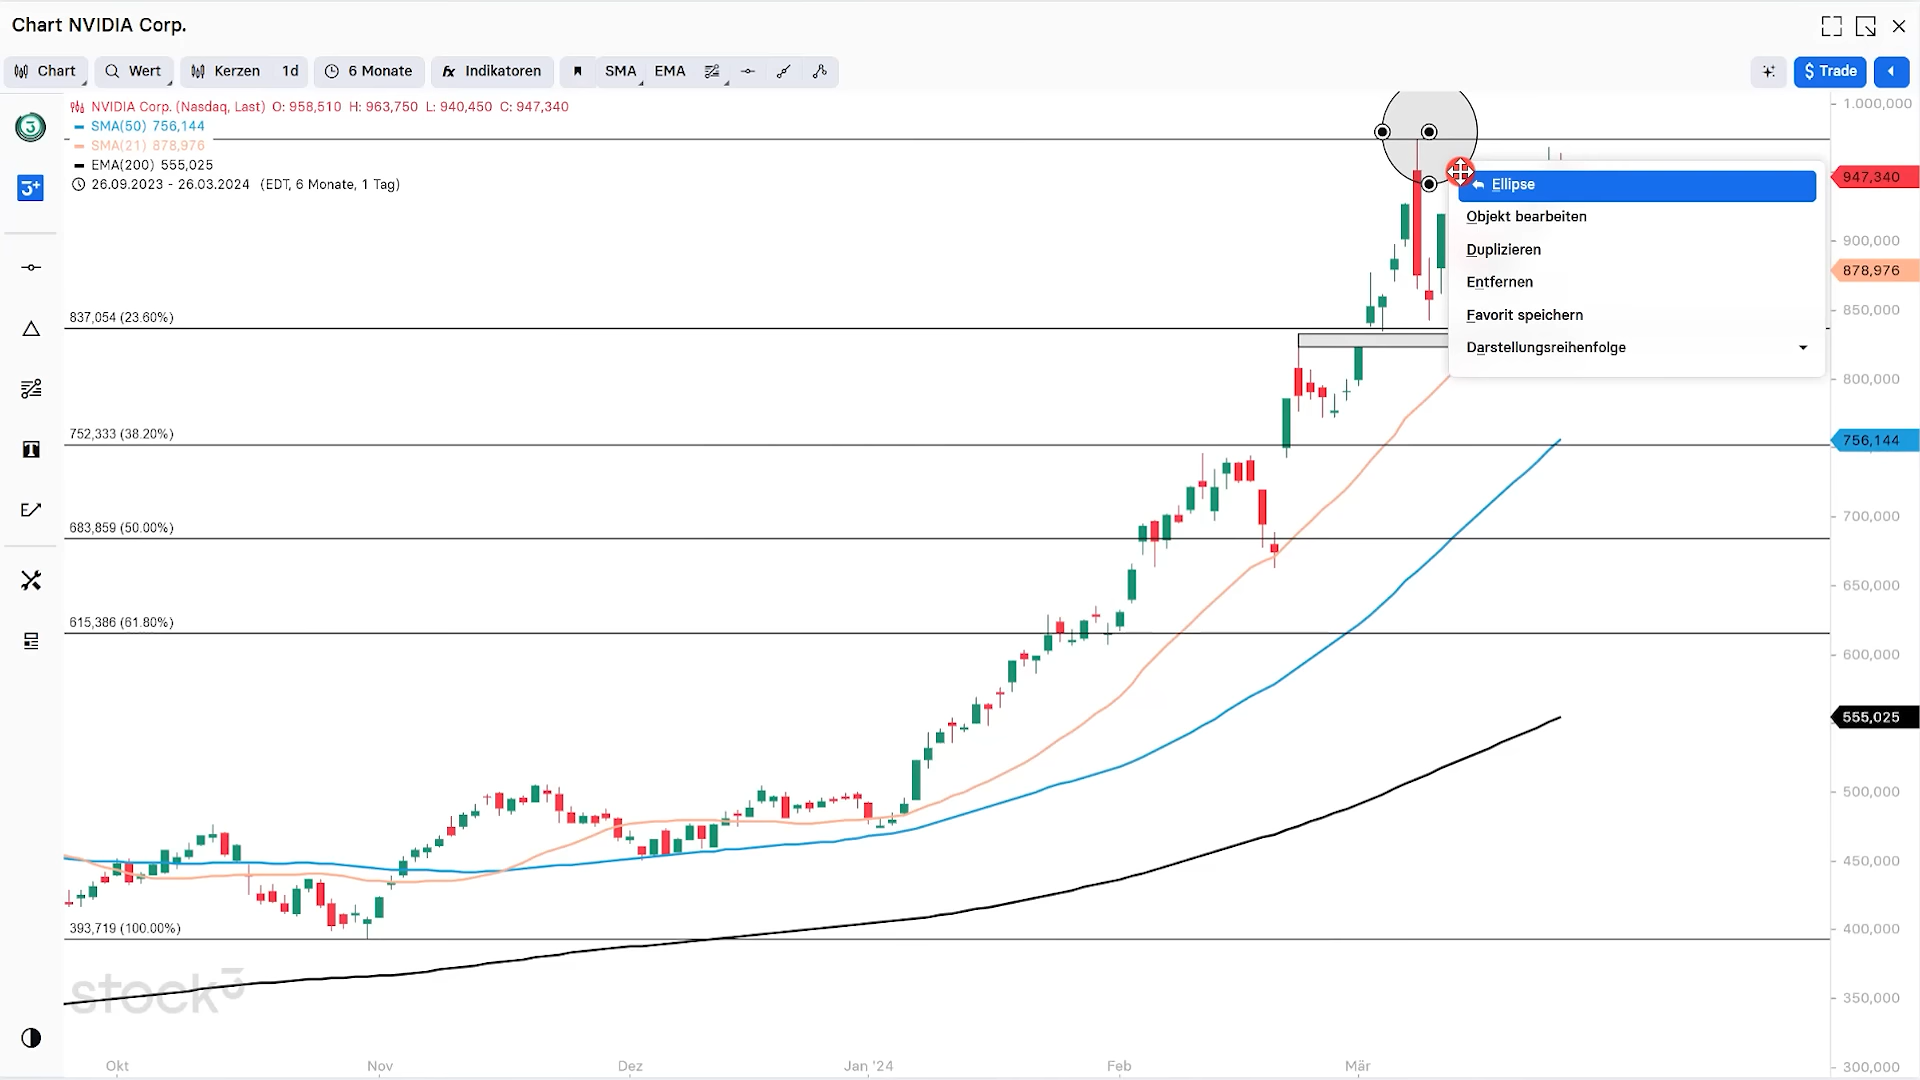 Chart NVIDIA Corp.
Chart Wert Kerzen 1d 6 Monate fx Indikatoren SMA EMA $ Trade
NVIDIA Corp. (Nasdaq, Last) O: 958,510 H: 963,750 L: 940,450 C: 947,340
SMA(50) 756,144
SMA(21) 878,976
EMA(200) 555,025
26.09.2023 - 26.03.2024 (EDT, 6 Monate, 1 Tag)
3
3+
T
E
Ellipse
Objekt bearbeiten
Duplizieren
Entfernen
Favorit speichern
Darstellungsreihenfolge
837,054 (23.60%)
752,333 (38.20%)
683,859 (50.00%)
615,386 (61.80%)
393,719 (100.00%)
1.000,000
947,340
900,000
878,976
850,000
800,000
756,144
700,000
650,000
600,000
555,025
500,000
450,000
400,000
350,000
300,000
stock3
Okt Nov Dez Jan '24 Feb Mär